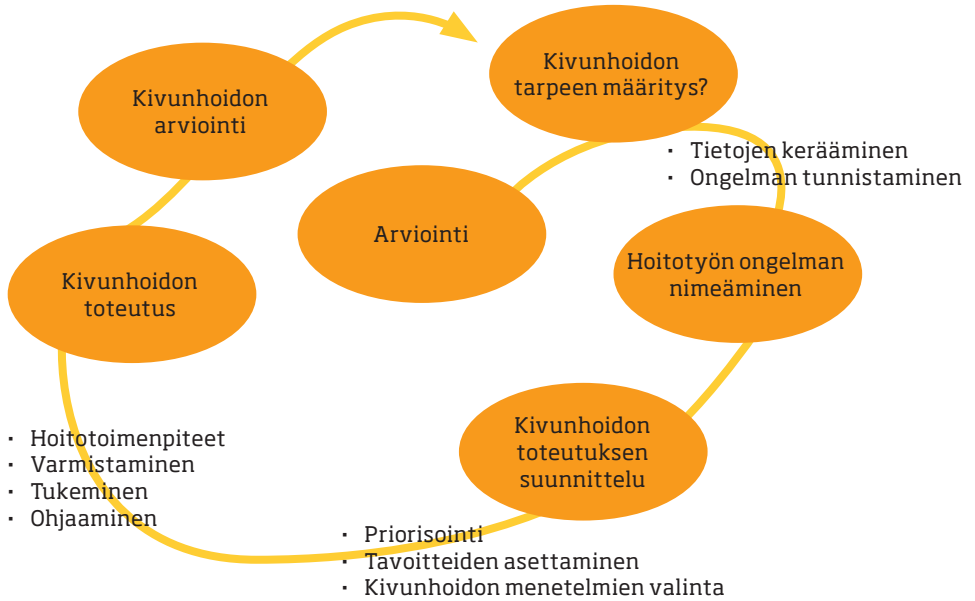 Kivunhoidon
tarpeen määritys?
· Tietojen kerääminen
· Ongelman tunnistaminen
Hoitotyön ongelman
nimeäminen
Kivunhoidon
toteutuksen
suunnittelu
· Priorisointi
· Tavoitteiden asettaminen
· Kivunhoidon menetelmien valinta
Kivunhoidon
toteutus
· Hoitotoimenpiteet
· Varmistaminen
· Tukeminen
· Ohjaaminen
Kivunhoidon
arviointi
Arviointi